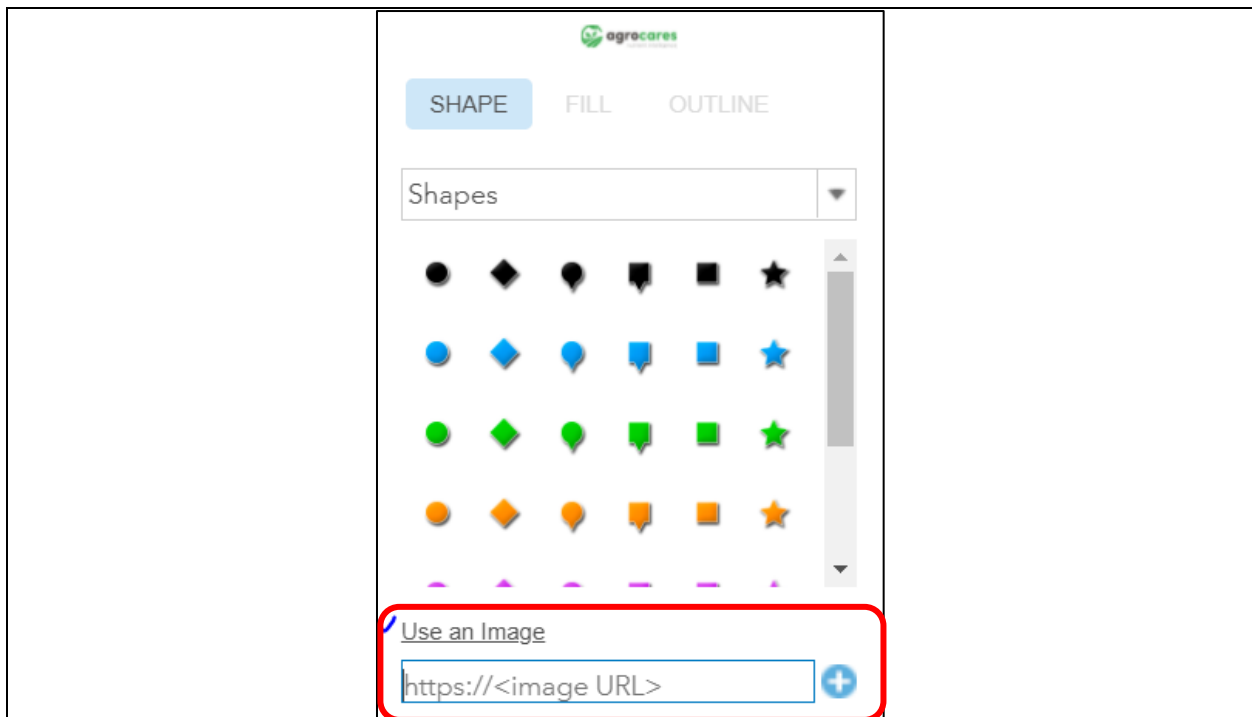 agrocares
SHAPE FILL OUTLINE
Shapes
Use an Image
https://<image URL>